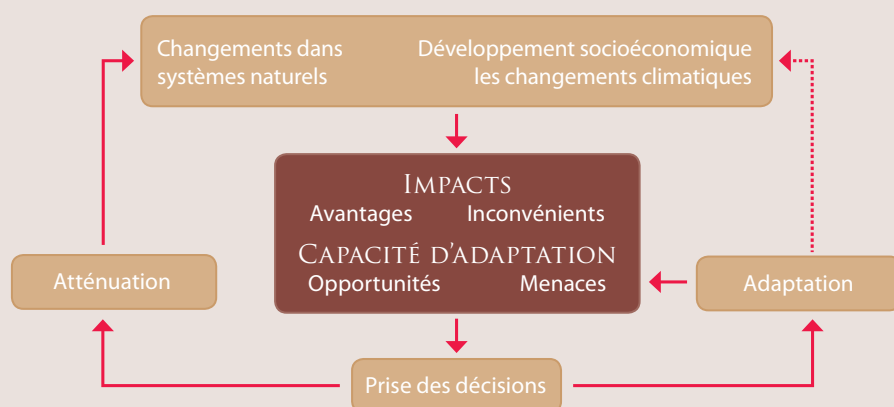 Changements dans
systèmes naturels
Développement socioéconomique
les changements climatiques
IMPACTS
Avantages Inconvénients
CAPACITÉ D'ADAPTATION
Opportunités Menaces
Atténuation
Adaptation
Prise des décisions